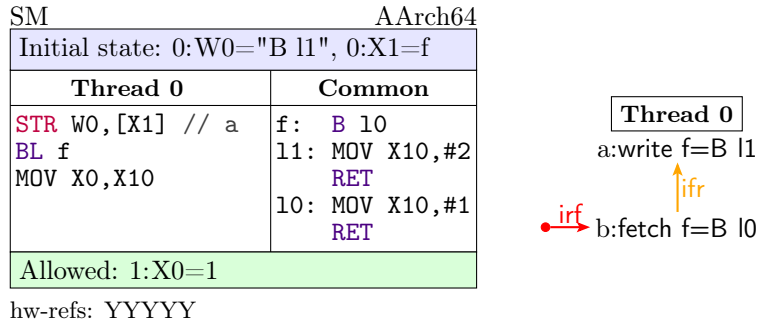 SM AArch64
Initial state: 0:W0="B l1", 0:X1=f
Thread 0 Common
STR W0,[X1] // a f: B l0
BL f l1: MOV X10,#2
MOV X0,X10 RET
l0: MOV X10,#1
RET
Allowed: 1:X0=1
hw-refs: YYYYY
Thread 0
a:write f=B l1
ifr
irf b:fetch f=B l0